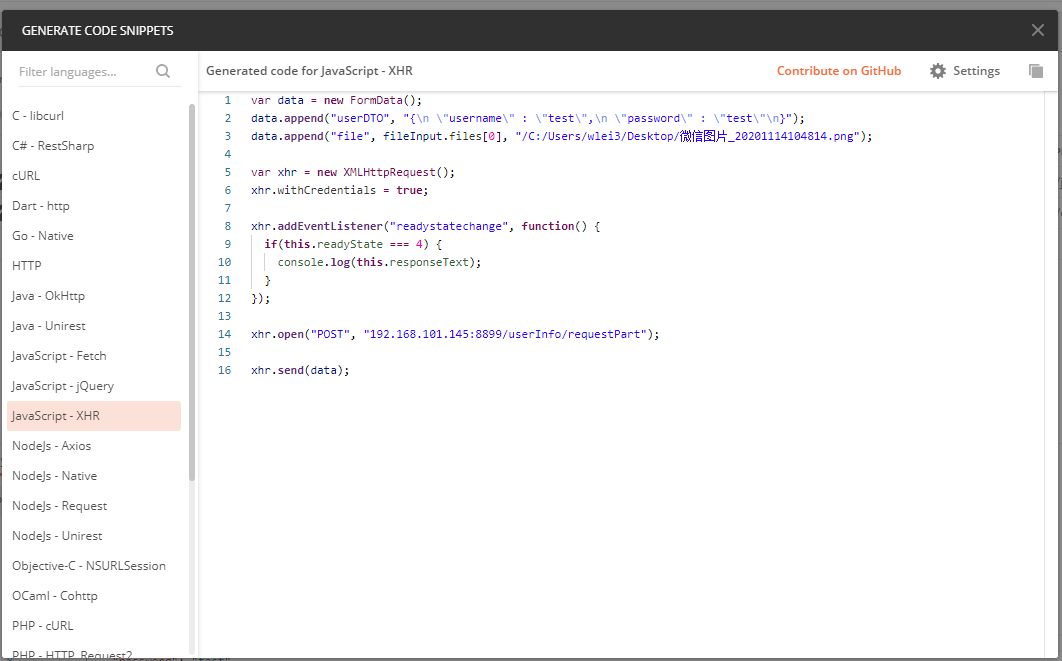 GENERATE CODE SNIPPETS
Filter languages...
Generated code for JavaScript - XHR
Contribute on GitHub
Settings
C - libcurl
C# - RestSharp
cURL
Dart - http
Go - Native
HTTP
Java - OkHttp
Java - Unirest
JavaScript - Fetch
JavaScript - jQuery
JavaScript - XHR
NodeJs - Axios
NodeJs - Native
NodeJs - Request
NodeJs - Unirest
Objective-C - NSURLSession
OCaml - Cohttp
PHP - cURL
PHP - HTTP_Request2
1 var data = new FormData();
2 data.append("userDTO", "{\n \"username\" : \"test\",\n \"password\" : \"test\"\n}");
3 data.append("file", fileInput.files[0], "/C:/Users/wlei3/Desktop/微信图片_20201114104814.png");
4
5 var xhr = new XMLHttpRequest();
6 xhr.withCredentials = true;
7
8 xhr.addEventListener("readystatechange", function() {
9 if(this.readyState === 4) {
10 console.log(this.responseText);
11 }
12 });
13
14 xhr.open("POST", "192.168.101.145:8899/userInfo/requestPart");
15
16 xhr.send(data);